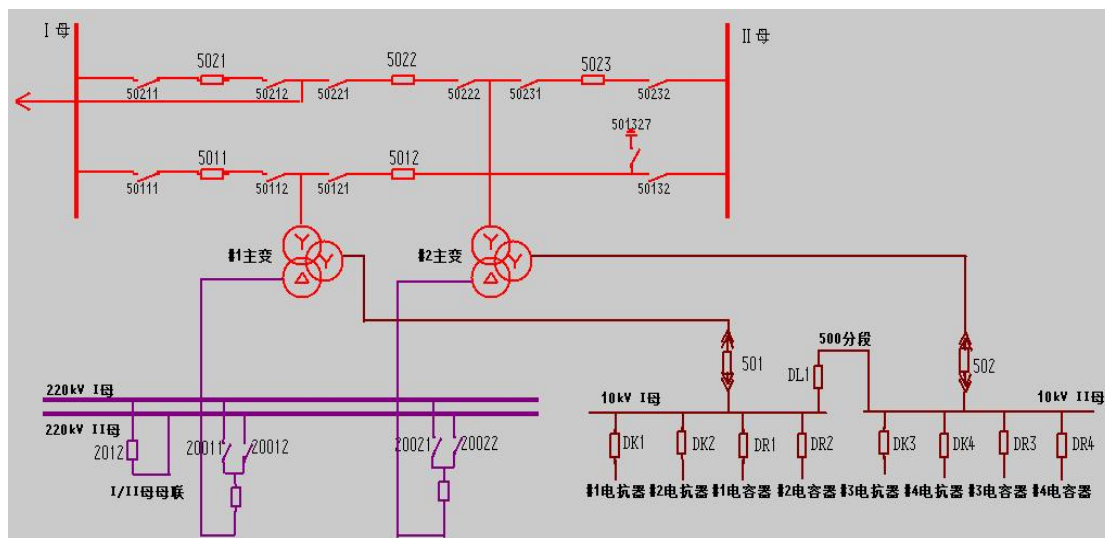 I母
II母
5021
5022
5023
50211
50212
50221
50222
50231
50232
501327
5011
5012
50111
50112
50121
50132
#1主变
#2主变
Y
Y
Δ
Y
Y
Δ
500分段
501
502
DL1
220kV I母
220kV II母
10kV I母
10kV II母
2012
20011
20012
20021
20022
I/II母母联
DK1
DK2
DR1
DR2
DK3
DK4
DR3
DR4
#1电抗器
#2电抗器
#1电容器
#2电容器
#3电抗器
#4电抗器
#3电容器
#4电容器